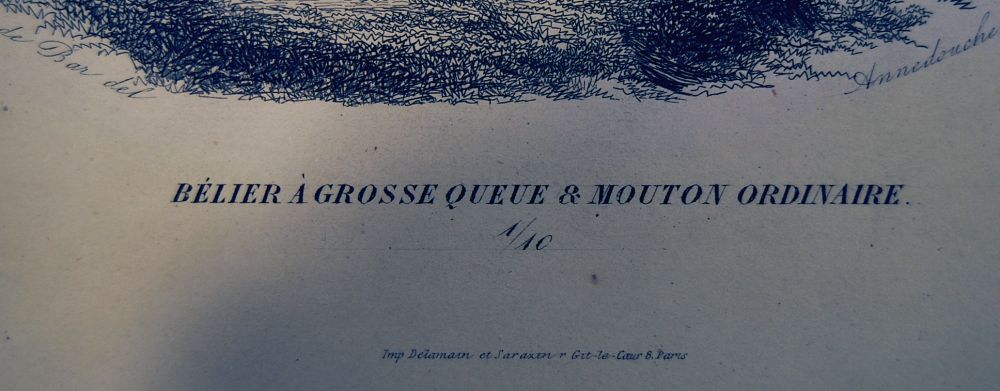 de Bar del
Annedouche
BÉLIER À GROSSE QUEUE & MOUTON ORDINAIRE.
1/10
Imp Delamain et Sarazin r Gît-le-Cœur 8. Paris